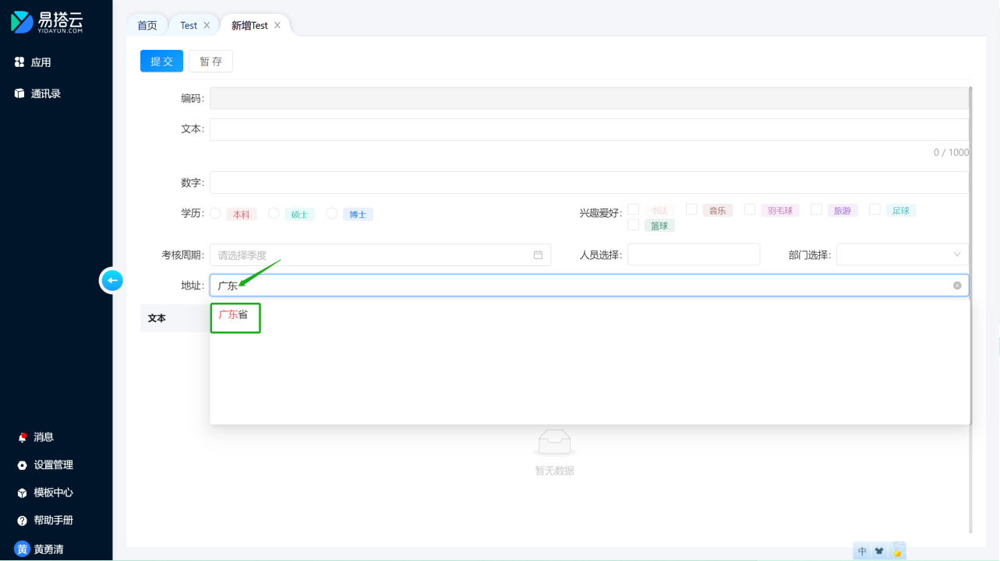 易搭云
YIDAYUN.COM
应用
通讯录
消息
设置管理
模板中心
帮助手册
黄 黄勇清
首页 Test 新增Test
提交 暂存
编码:
文本:
0 / 1000
数字:
学历: 本科 硕士 博士
兴趣爱好: 书法 音乐 羽毛球 旅游 足球
篮球
考核周期: 请选择季度 人员选择: 部门选择:
地址: 广东
文本
广东省
暂无数据
中